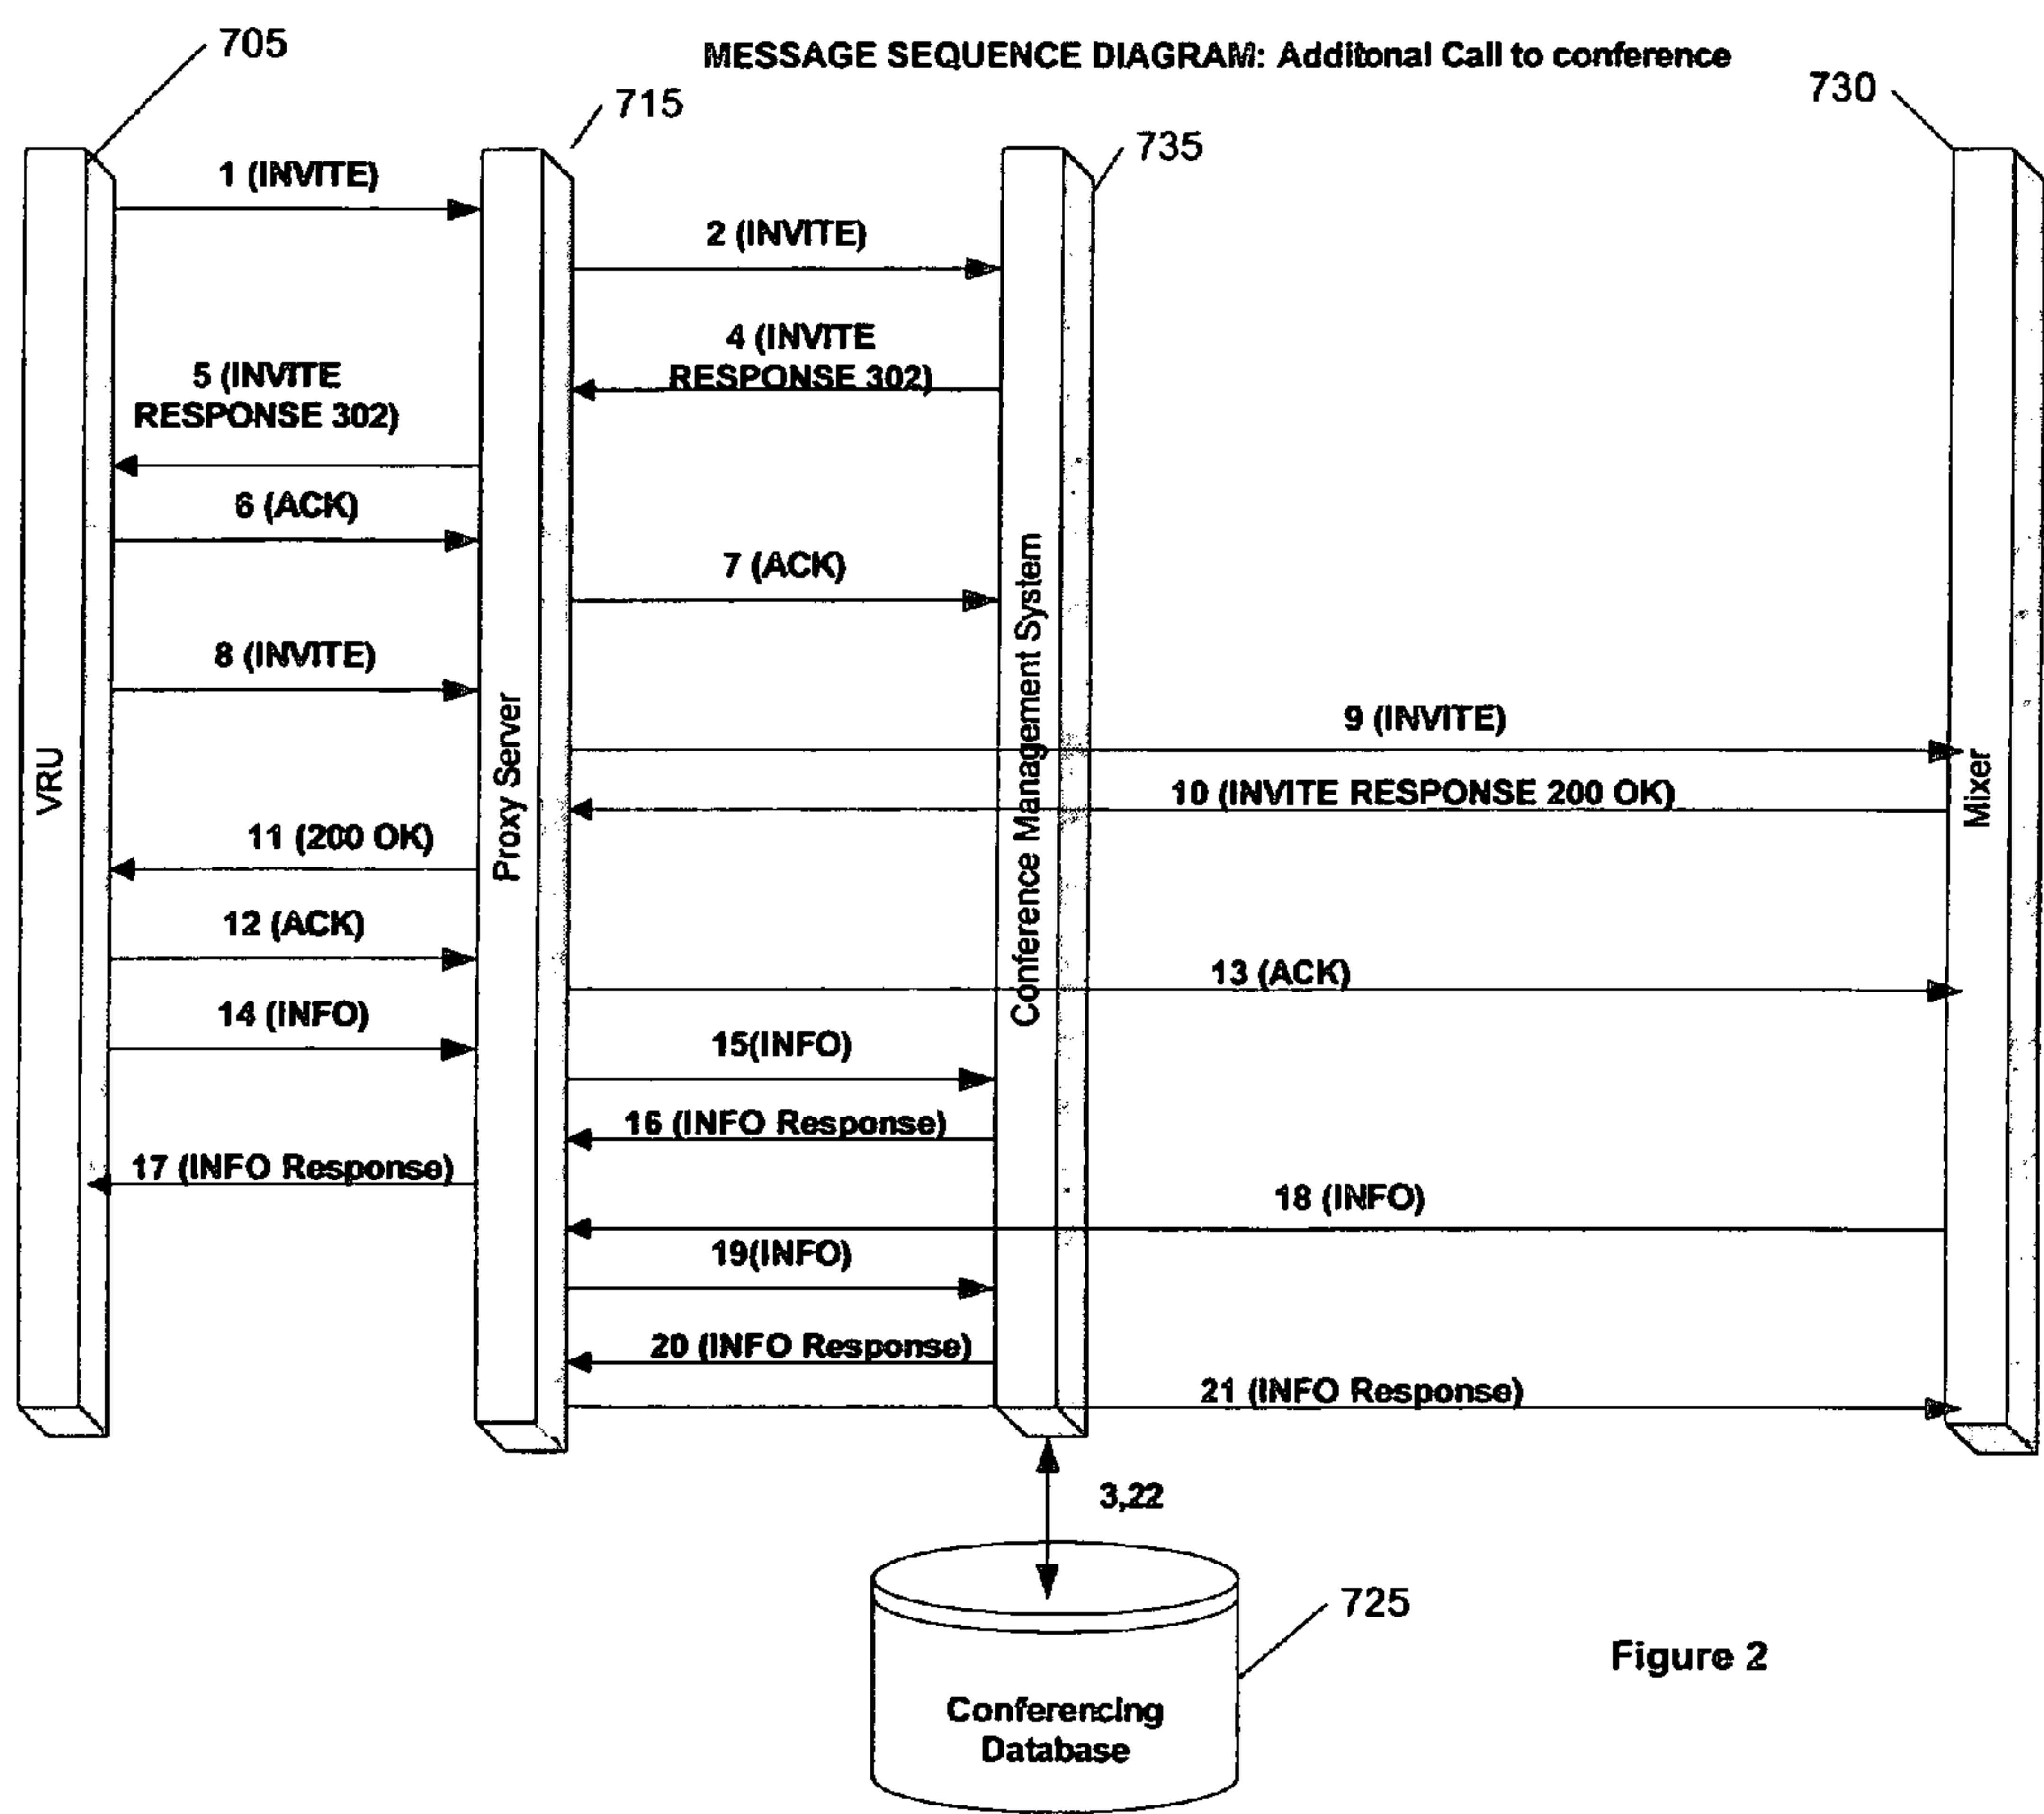 705
MESSAGE SEQUENCE DIAGRAM: Additonal Call to conference
715
730
735
1 (INVITE)
2 (INVITE)
4 (INVITE
RESPONSE 302)
5 (INVITE
RESPONSE 302)
6 (ACK)
7 (ACK)
8 (INVITE)
9 (INVITE)
10 (INVITE RESPONSE 200 OK)
11 (200 OK)
12 (ACK)
13 (ACK)
14 (INFO)
15(INFO)
16 (INFO Response)
17 (INFO Response)
18 (INFO)
19(INFO)
20 (INFO Response)
21 (INFO Response)
VRU
Proxy Server
Conference Management System
Mixer
3,22
725
Conferencing
Database
Figure 2